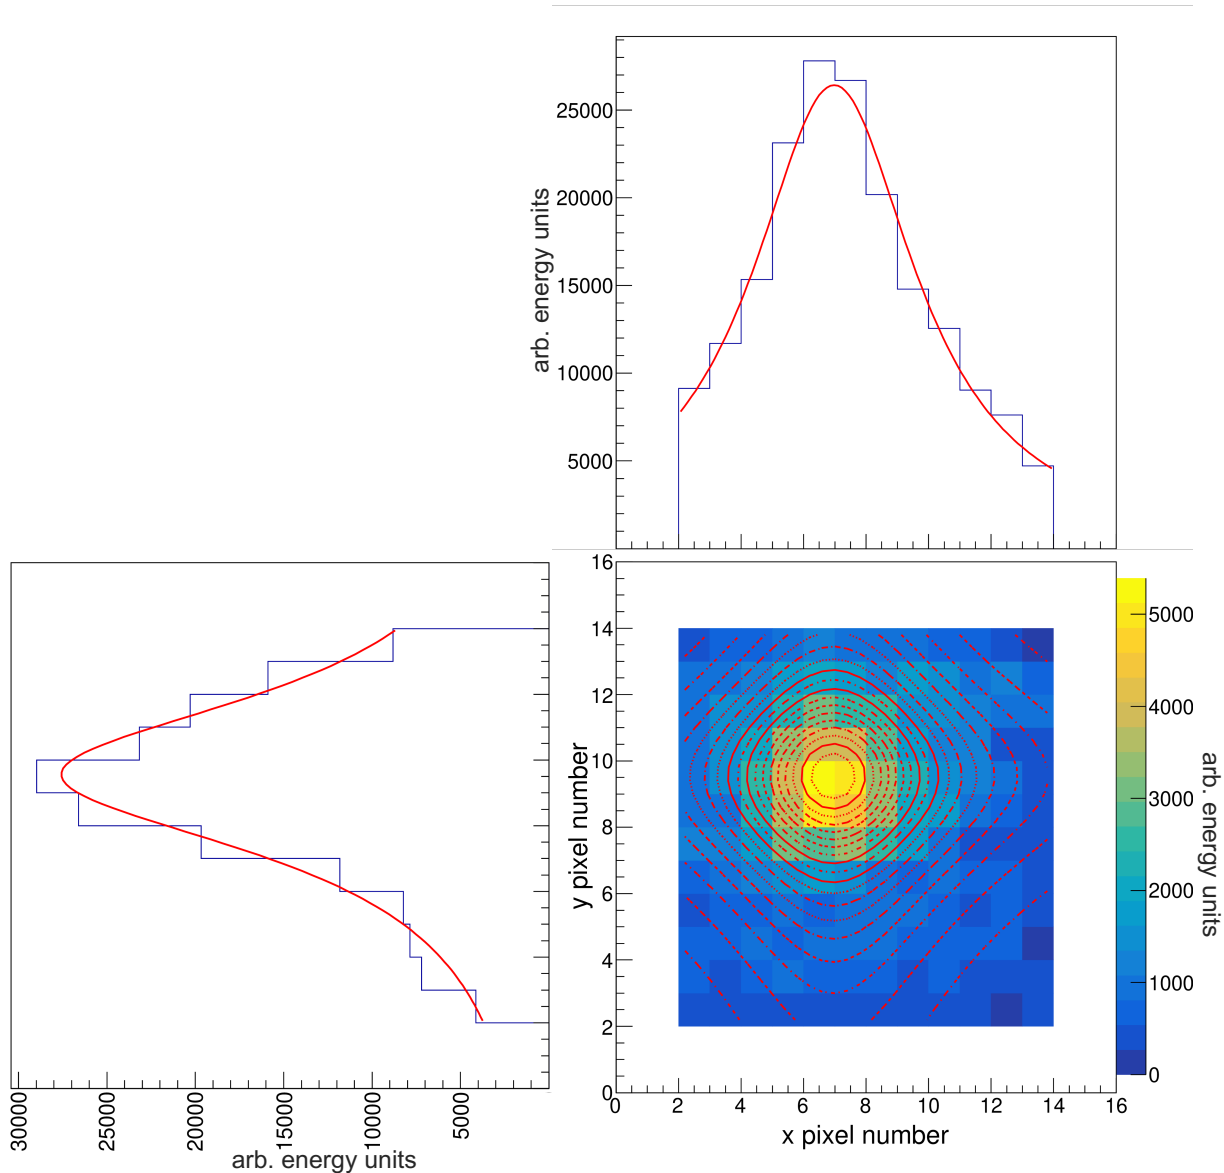 25000
20000
15000
10000
5000
arb. energy units
16
14
12
10
8
6
4
2
0
y pixel number
0 2 4 6 8 10 12 14 16
x pixel number
5000
4000
3000
2000
1000
0
arb. energy units
30000 25000 20000 15000 10000 5000
arb. energy units